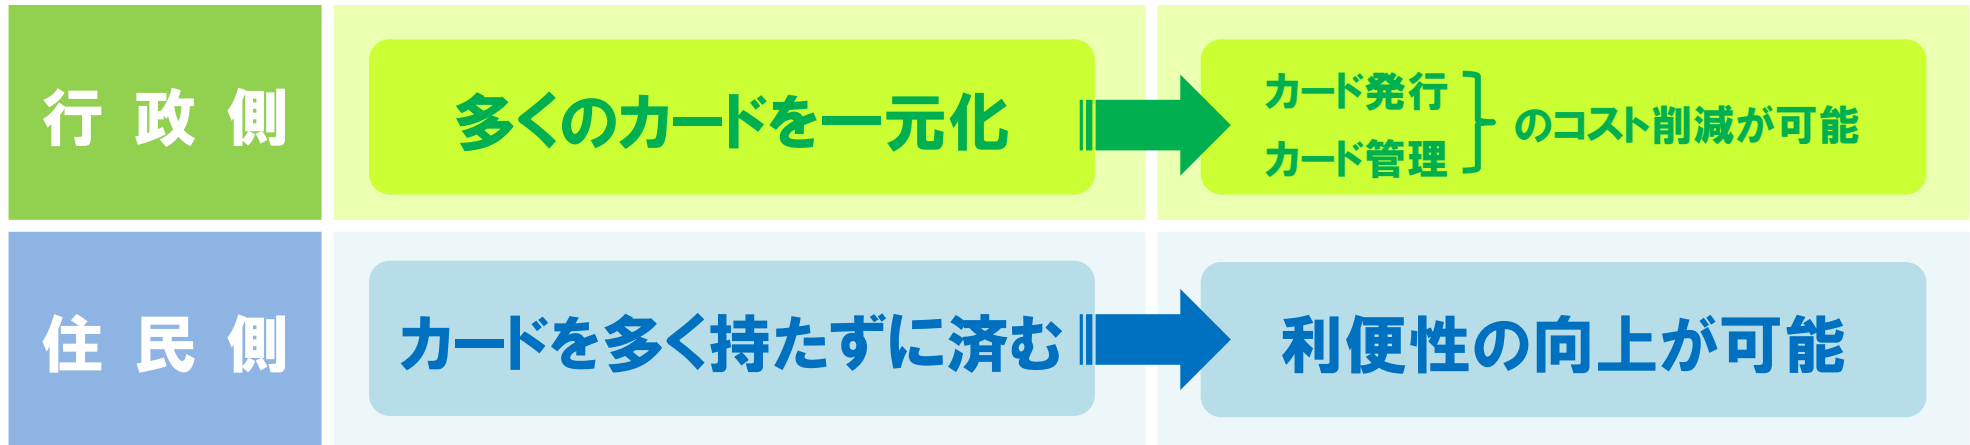 行政側
多くのカードを一元化
カード発行
カード管理
のコスト削減が可能
住民側
カードを多く持たずに済む
利便性の向上が可能